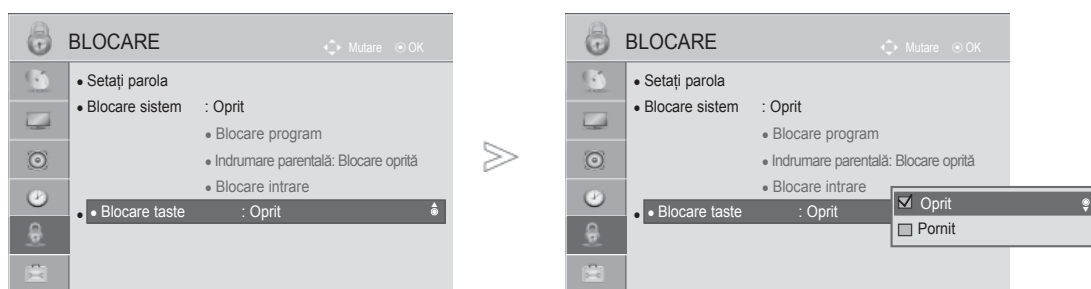 BLOCARE
Mutare OK
• Setați parola
• Blocare sistem : Oprit
• Blocare program
• Indrumare parentală: Blocare oprită
• Blocare intrare
• Blocare taste : Oprit
BLOCARE
Mutare OK
• Setați parola
• Blocare sistem : Oprit
• Blocare program
• Indrumare parentală: Blocare oprită
• Blocare intrare
• Blocare taste : Oprit
Oprit
Pornit